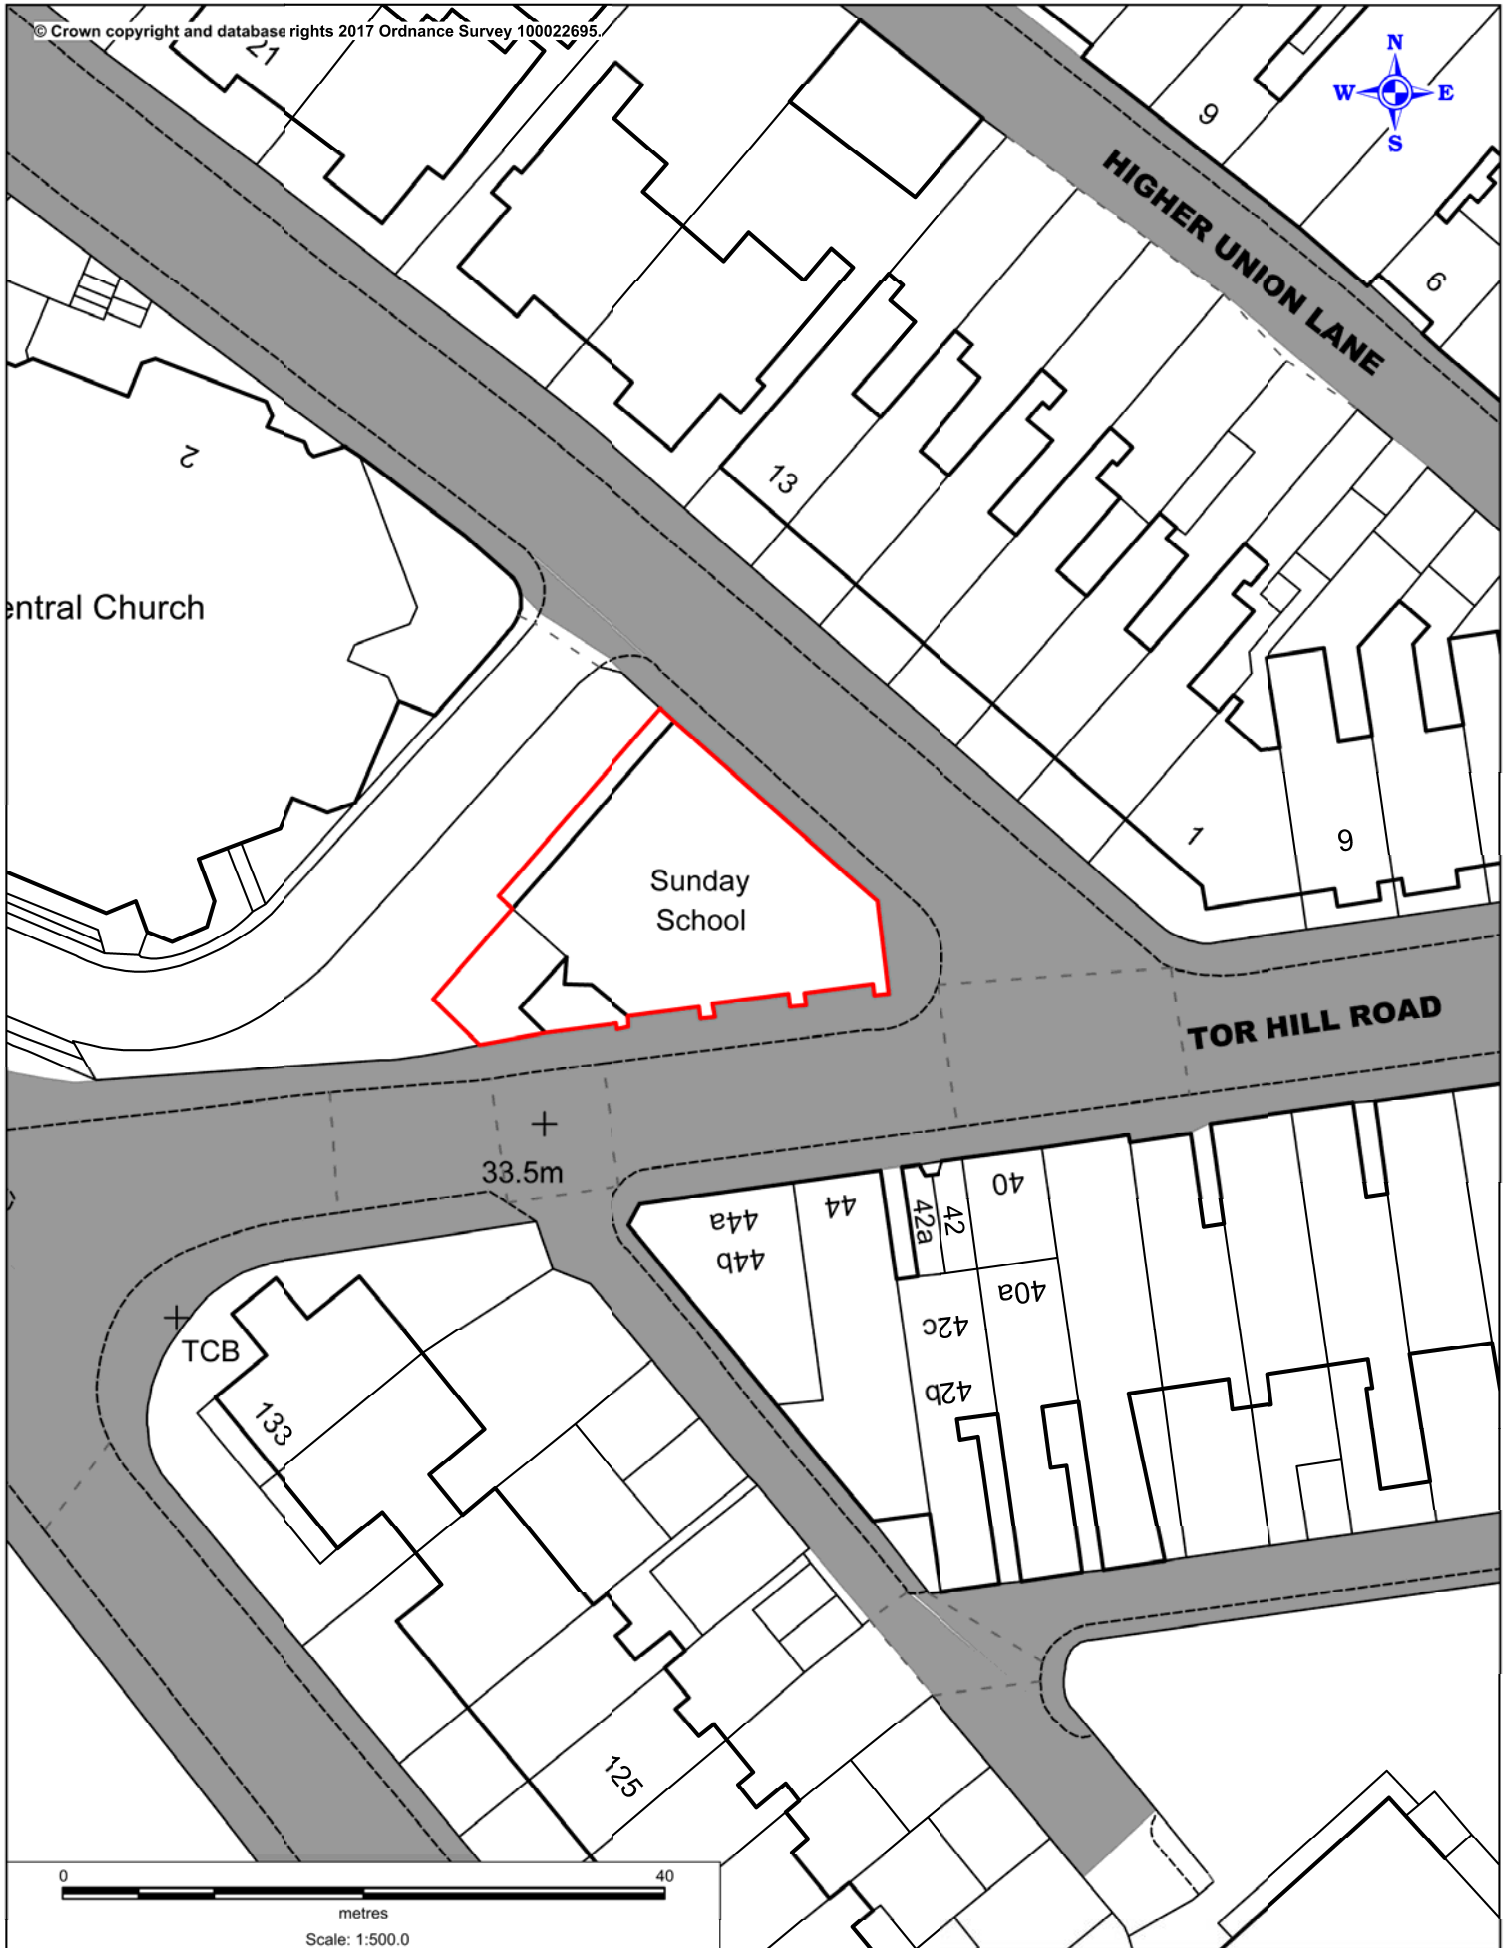 © Crown copyright and database rights 2017 Ordnance Survey 100022695.
21
N
W E
S
9
HIGHER UNION LANE
6
2
13
entral Church
1
9
Sunday
School
TOR HILL ROAD
33.5m
44a
44b
44
42a
42
40
40a
42c
42b
TCB
133
125
0 40
metres
Scale: 1:500.0